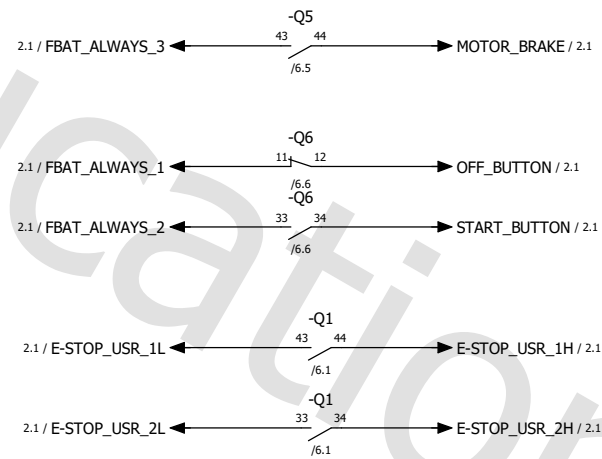 -Q5
43 44
2.1 / FBAT_ALWAYS_3 MOTOR_BRAKE / 2.1
/6.5
-Q6
11 12
2.1 / FBAT_ALWAYS_1 OFF_BUTTON / 2.1
/6.6
-Q6
33 34
2.1 / FBAT_ALWAYS_2 START_BUTTON / 2.1
/6.6
-Q1
43 44
2.1 / E-STOP_USR_1L E-STOP_USR_1H / 2.1
/6.1
-Q1
33 34
2.1 / E-STOP_USR_2L E-STOP_USR_2H / 2.1
/6.1